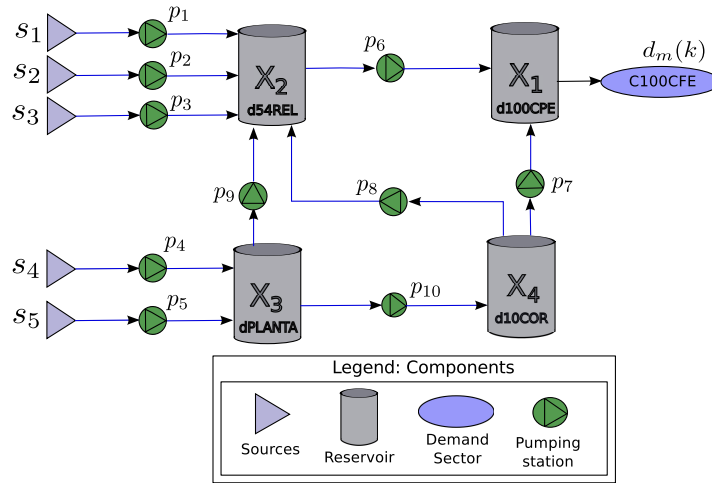 s₁
p₁
s₂
p₂
s₃
p₃
X₂
d54REL
p₆
X₁
d100CPE
dₘ(k)
C100CFE
p₉
p₈
p₇
s₄
p₄
s₅
p₅
X₃
dPLANTA
p₁₀
X₄
d10COR
Legend: Components
Sources
Reservoir
Demand
Sector
Pumping
station